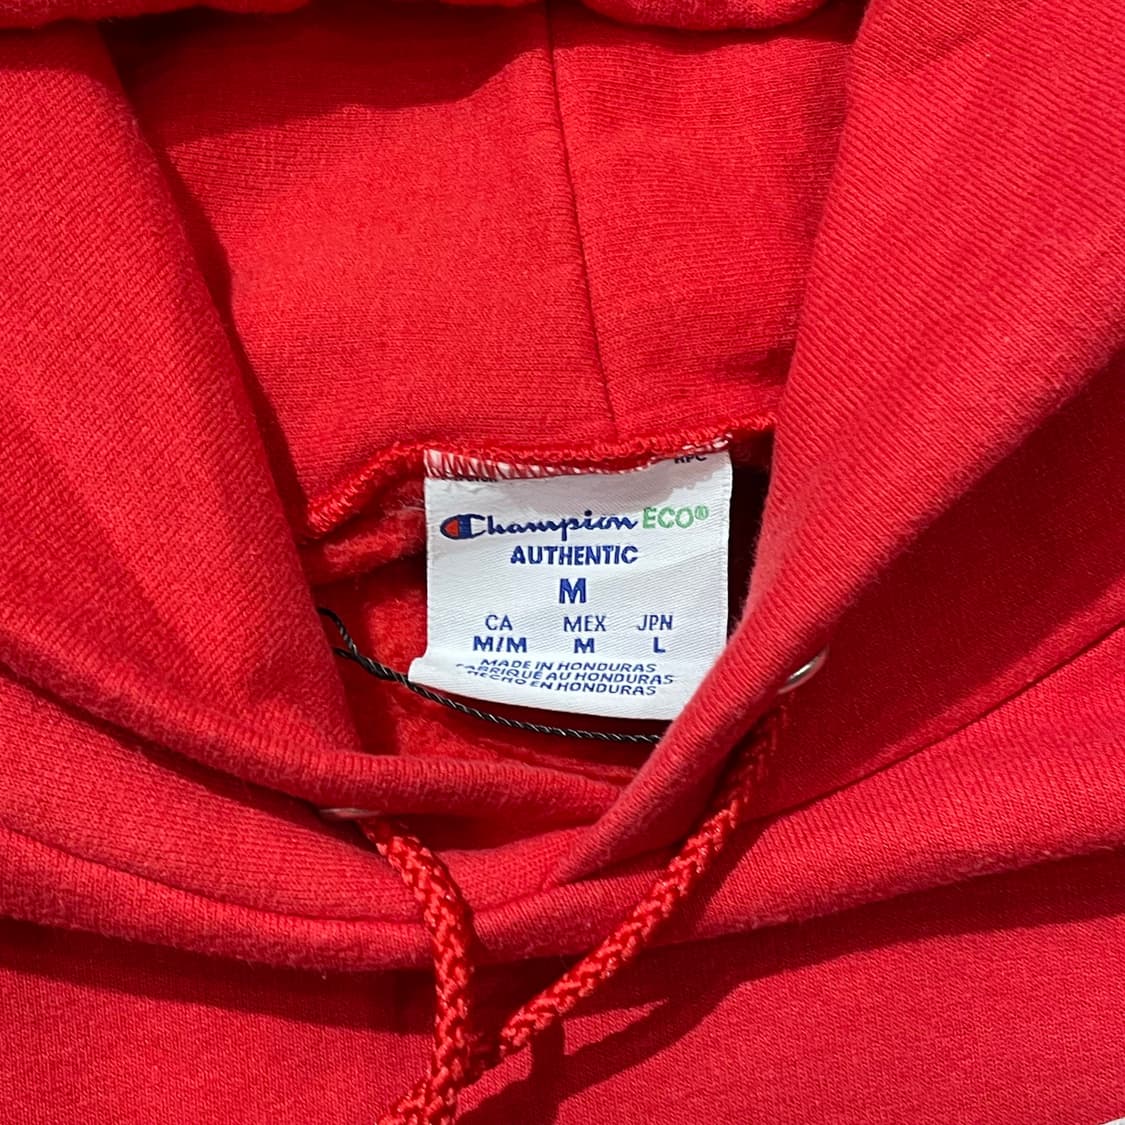 Champion ECO®
AUTHENTIC
M
CA MEX JPN
M/M M L
MADE IN HONDURAS
FABRIQUÉ AU HONDURAS
HECHO EN HONDURAS